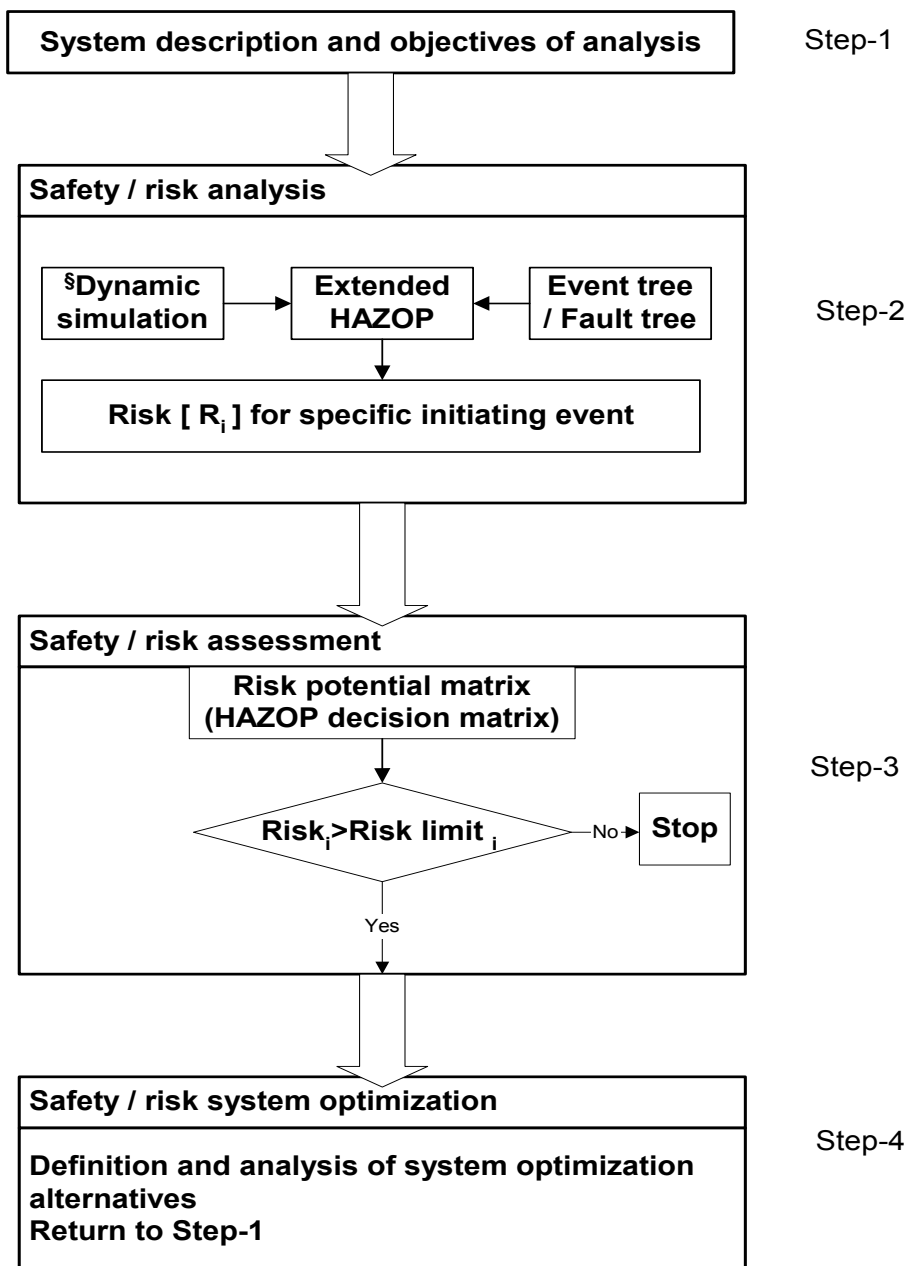 System description and objectives of analysis
Step-1
Safety / risk analysis
§Dynamic
simulation
Extended
HAZOP
Event tree
/ Fault tree
Step-2
Risk [ Ri ] for specific initiating event
Safety / risk assessment
Risk potential matrix
(HAZOP decision matrix)
Step-3
Riski>Risk limit i
No
Stop
Yes
Safety / risk system optimization
Step-4
Definition and analysis of system optimization
alternatives
Return to Step-1